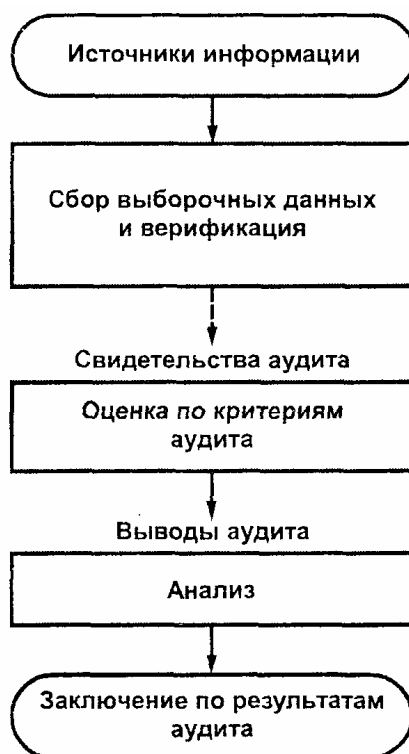 Источники информации
Сбор выборочных данных
и верификация
Свидетельства аудита
Оценка по критериям
аудита
Выводы аудита
Анализ
Заключение по результатам
аудита